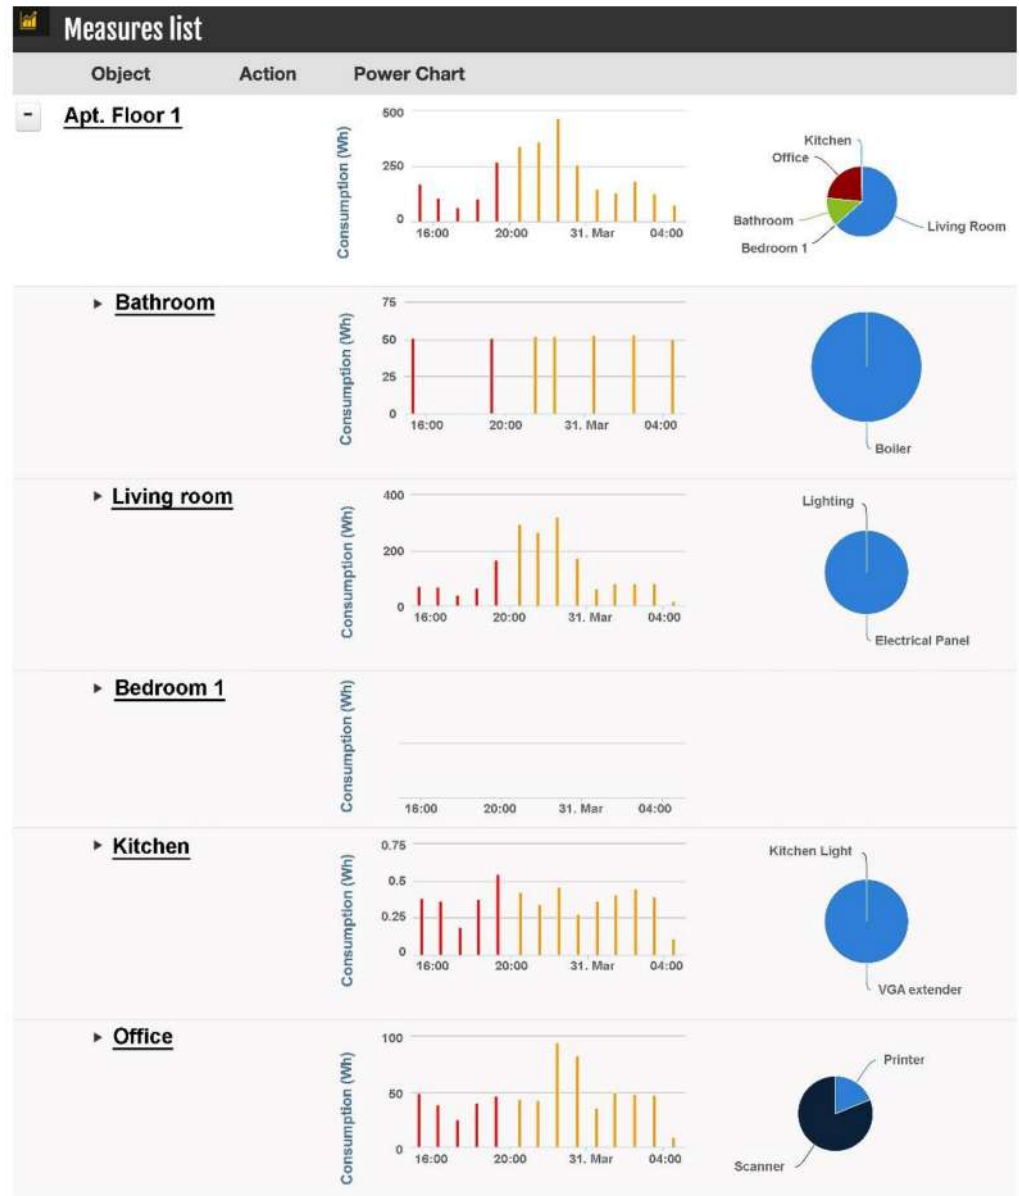 Measures list
Object Action Power Chart
-
Apt. Floor 1
Consumption (Wh)
500
250
0
16:00 20:00 31. Mar 04:00
Kitchen
Office
Bathroom
Bedroom 1
Living Room
Bathroom
Consumption (Wh)
75
50
25
0
16:00 20:00 31. Mar 04:00
Boiler
Living room
Consumption (Wh)
400
200
0
16:00 20:00 31. Mar 04:00
Lighting
Electrical Panel
Bedroom 1
Consumption (Wh)
16:00 20:00 31. Mar 04:00
Kitchen
Consumption (Wh)
0.75
0.5
0.25
0
16:00 20:00 31. Mar 04:00
Kitchen Light
VGA extender
Office
Consumption (Wh)
100
50
0
16:00 20:00 31. Mar 04:00
Printer
Scanner